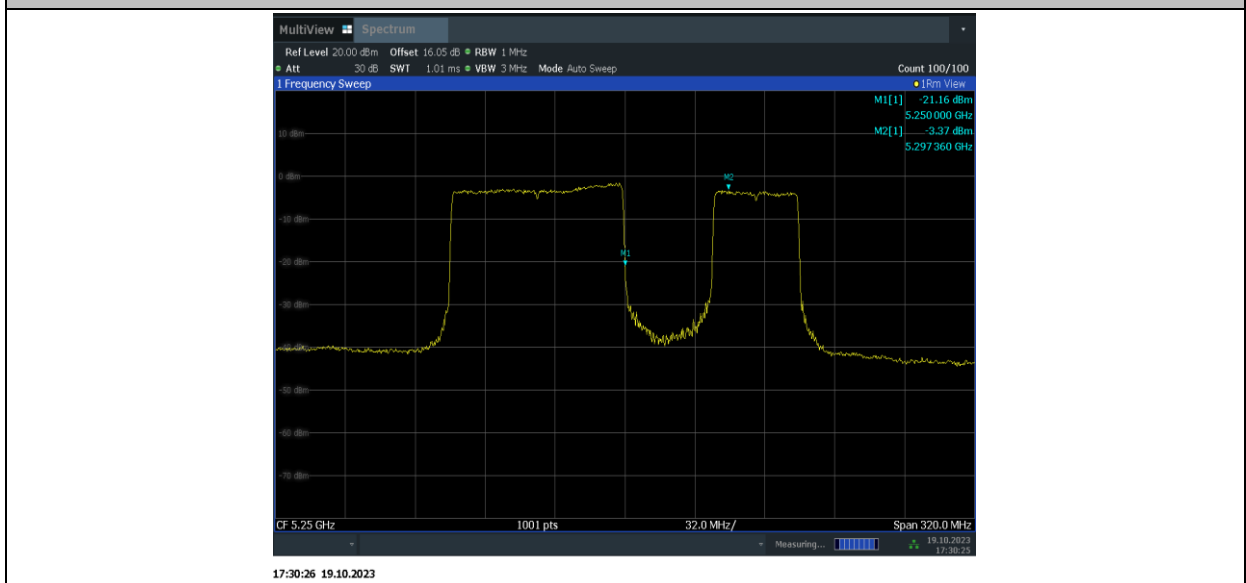 MultiView Spectrum
Ref Level 20.00 dBm Offset 16.05 dB RBW 1 MHz
Att 30 dB SWT 1.01 ms VBW 3 MHz Mode Auto Sweep Count 100/100
1 Frequency Sweep 1Rm View
M1[1] -21.16 dBm
5.250000 GHz
10 dBm M2[1] -3.37 dBm
5.297360 GHz
0 dBm M2
-10 dBm
M1
-20 dBm
-30 dBm
-40 dBm
-50 dBm
-60 dBm
-70 dBm
CF 5.25 GHz 1001 pts 32.0 MHz/ Span 320.0 MHz
Measuring... 19.10.2023
17:30:25
17:30:26 19.10.2023